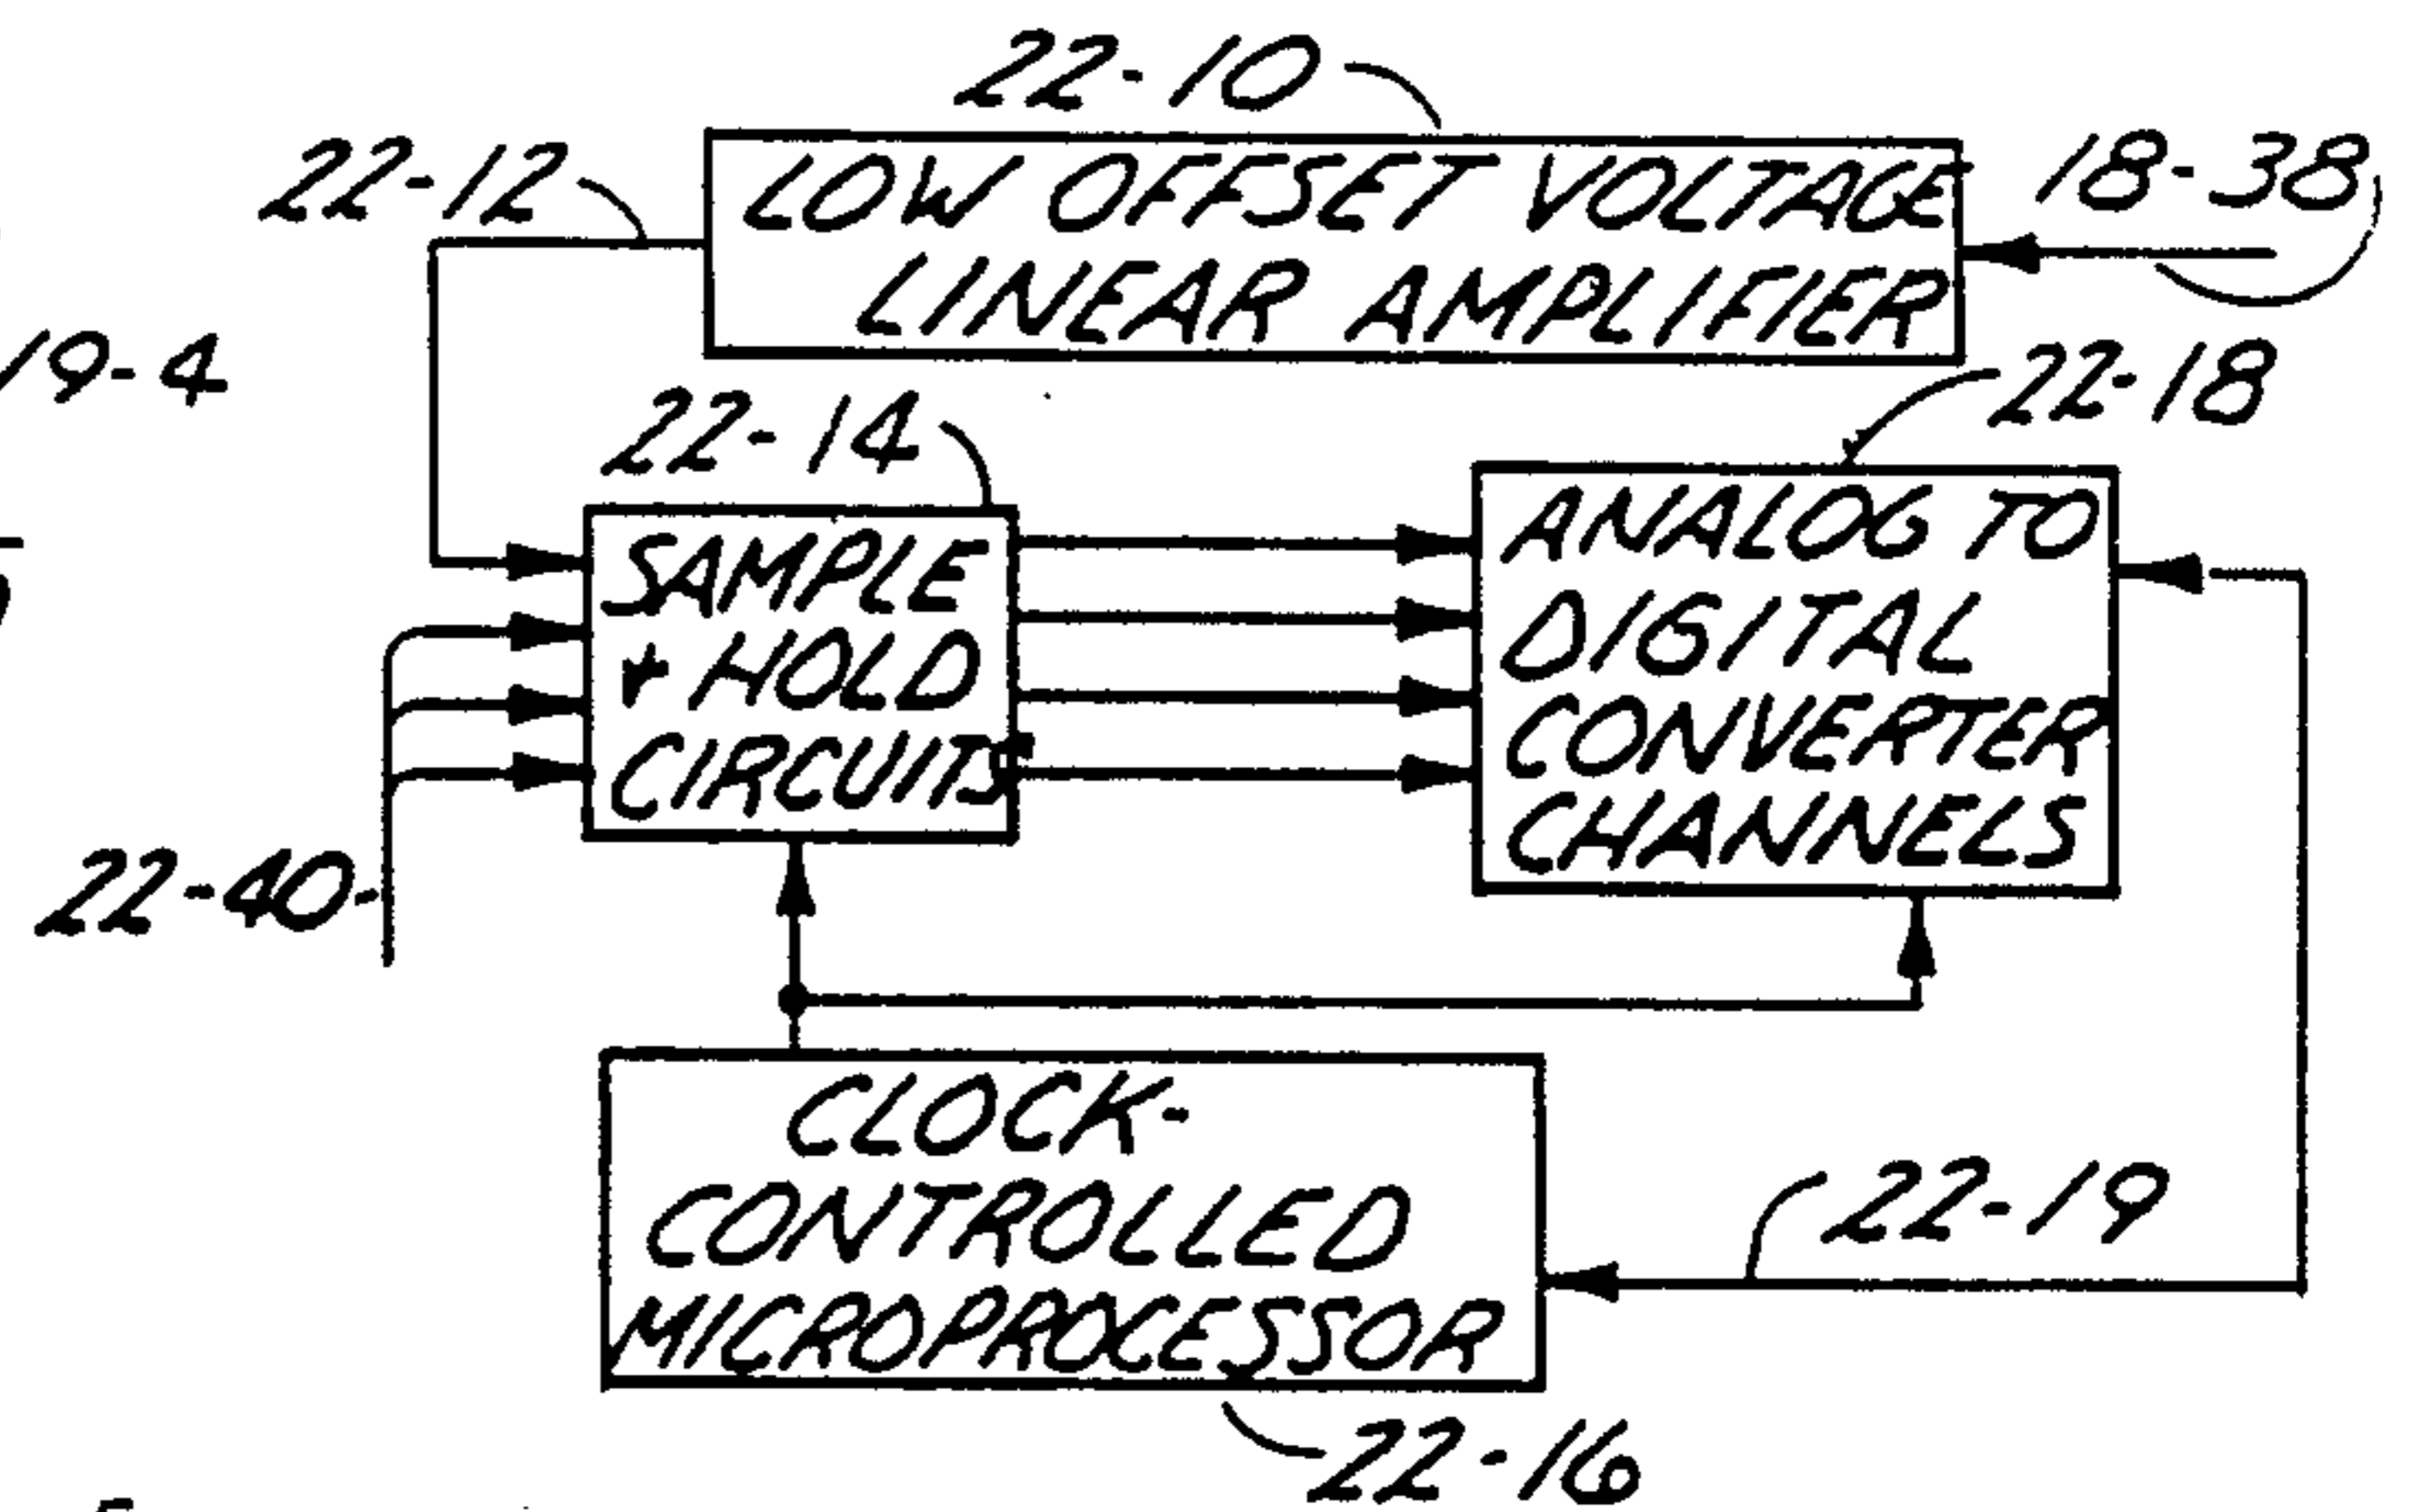 22-10
22-12
LOW OFFSET VOLTAGE
LINEAR AMPLIFIER
18-38
19-4
22-14
22-18
SAMPLE
+ HOLD
CIRCUITS
ANALOG TO
DIGITAL
CONVERTER
CHANNELS
22-40
CLOCK-
CONTROLLED
MICROPROCESSOR
22-19
22-16